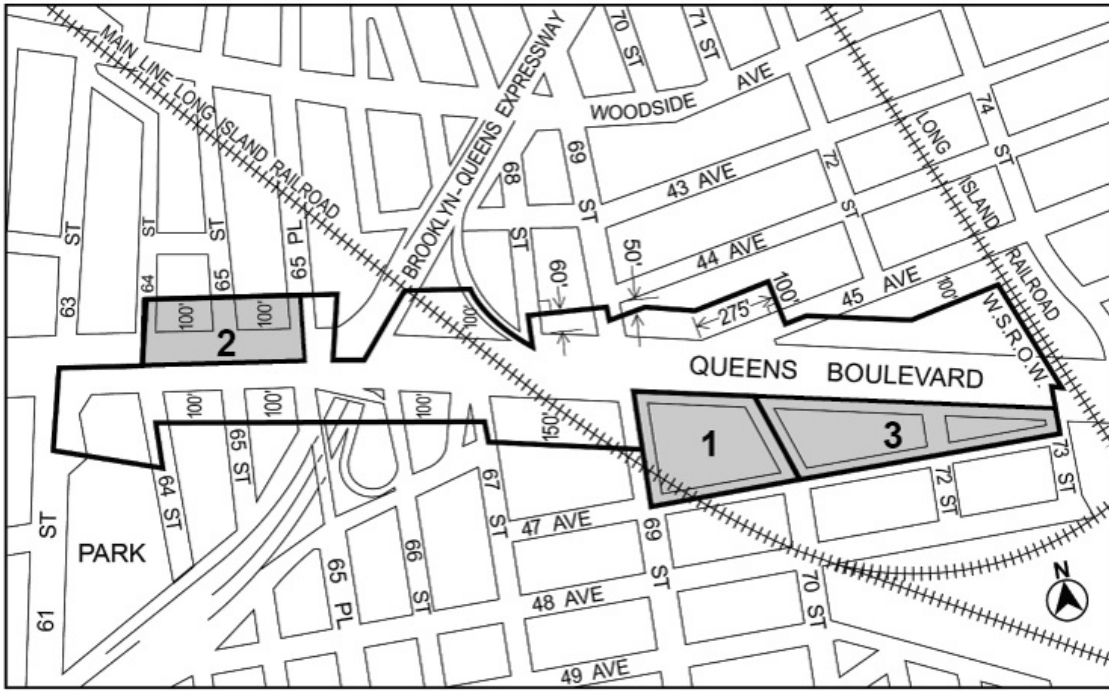 MAIN LINE LONG ISLAND RAILROAD
BROOKLYN-QUEENS EXPRESSWAY
70 ST
71 ST
WOODSIDE AVE
LONG ISLAND RAILROAD
74 ST
63 ST
64 ST
65 ST
65 PL
68 ST
69 ST
43 AVE
72 ST
44 AVE
45 AVE
60'
50'
275'
100'
100'
100'
W.S.R.O.W.
100'
100'
2
QUEENS BOULEVARD
100'
100'
100'
150'
1
3
64 ST
65 ST
67 ST
47 AVE
69 ST
72 ST
73 ST
PARK
61 ST
65 PL
66 ST
48 AVE
70 ST
49 AVE
N